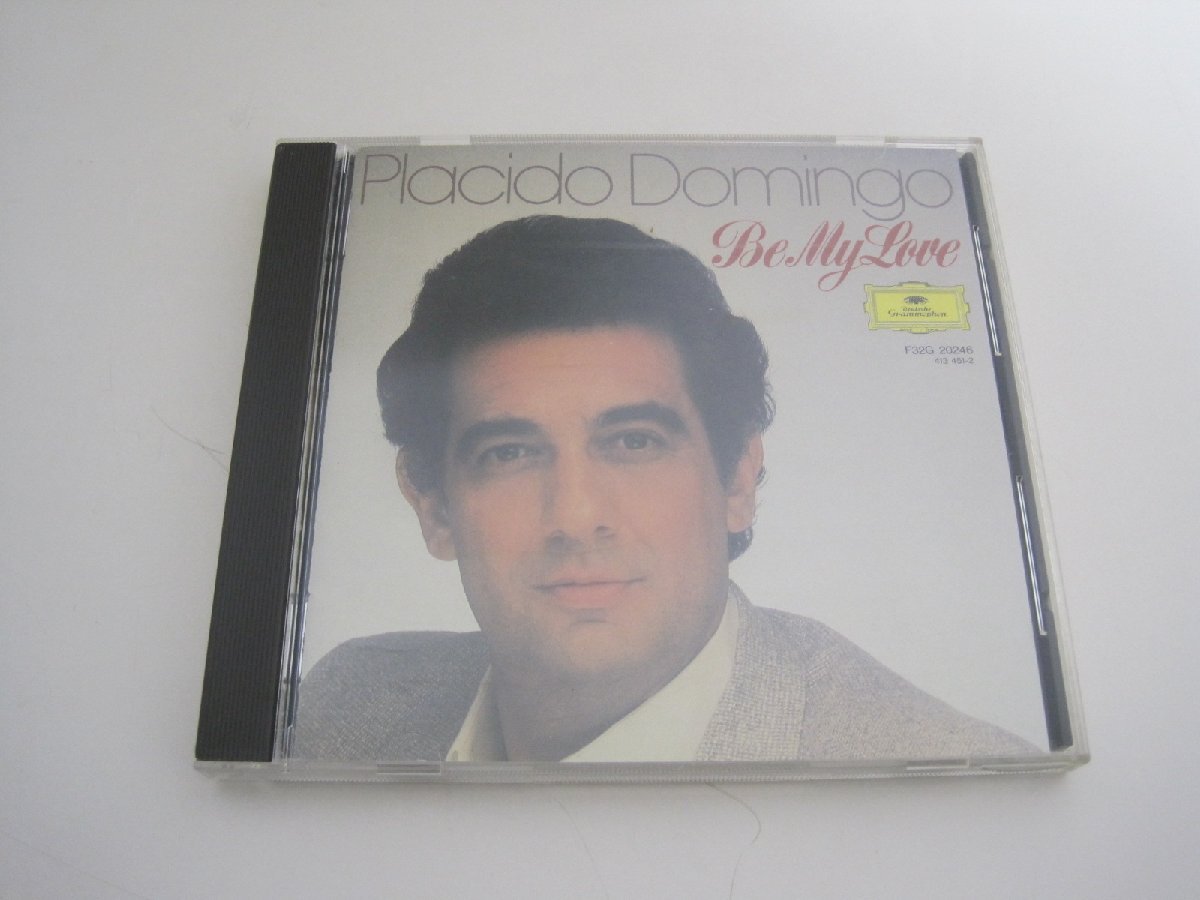 Placido Domingo
Be My Love
Deutsche
Grammophon
F32G 20246
413 451-2